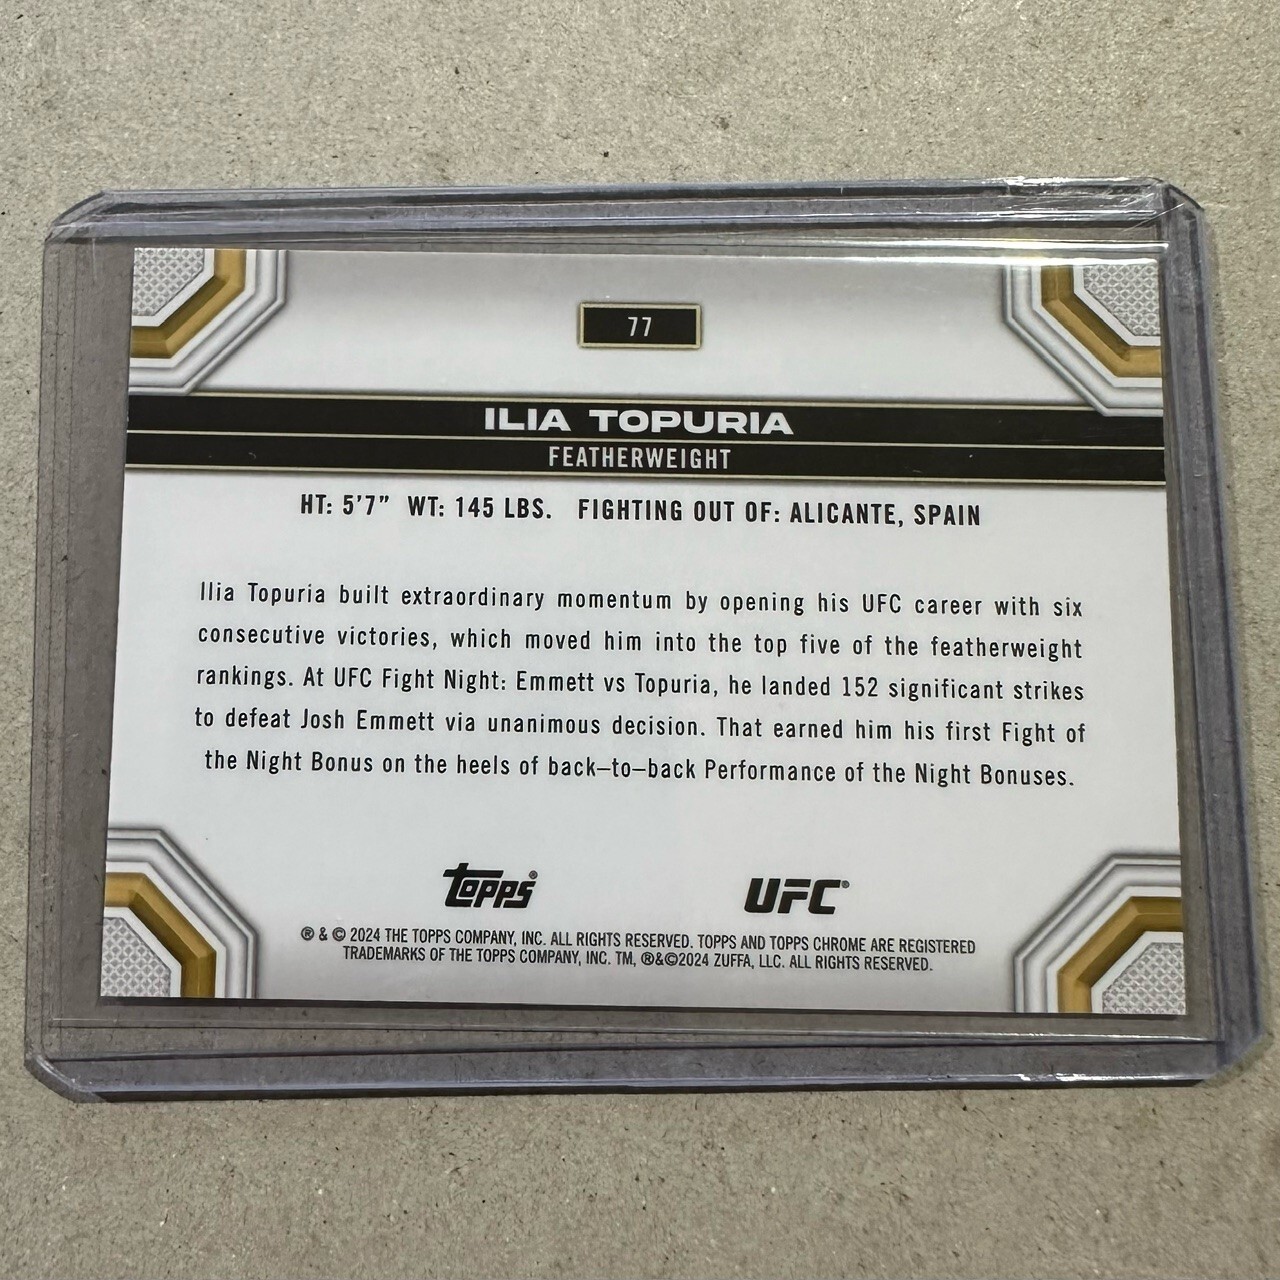 77
ILIA TOPURIA
FEATHERWEIGHT
HT: 5'7" WT: 145 LBS. FIGHTING OUT OF: ALICANTE, SPAIN
Ilia Topuria built extraordinary momentum by opening his UFC career with six
consecutive victories, which moved him into the top five of the featherweight
rankings. At UFC Fight Night: Emmett vs Topuria, he landed 152 significant strikes
to defeat Josh Emmett via unanimous decision. That earned him his first Fight of
the Night Bonus on the heels of back–to–back Performance of the Night Bonuses.
Topps® UFC®
® & © 2024 THE TOPPS COMPANY, INC. ALL RIGHTS RESERVED. TOPPS AND TOPPS CHROME ARE REGISTERED
TRADEMARKS OF THE TOPPS COMPANY, INC. TM, ®&©2024 ZUFFA, LLC. ALL RIGHTS RESERVED.